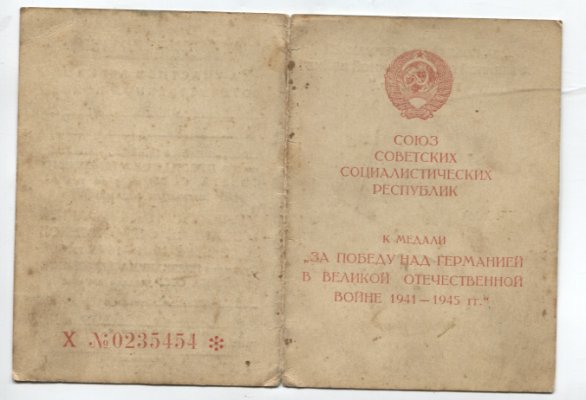 Х №0235454 ✻
СОЮЗ
СОВЕТСКИХ
СОЦИАЛИСТИЧЕСКИХ
РЕСПУБЛИК
К МЕДАЛИ
„ЗА ПОБЕДУ НАД ГЕРМАНИЕЙ
В ВЕЛИКОЙ ОТЕЧЕСТВЕННОЙ
ВОЙНЕ 1941—1945 гг.“